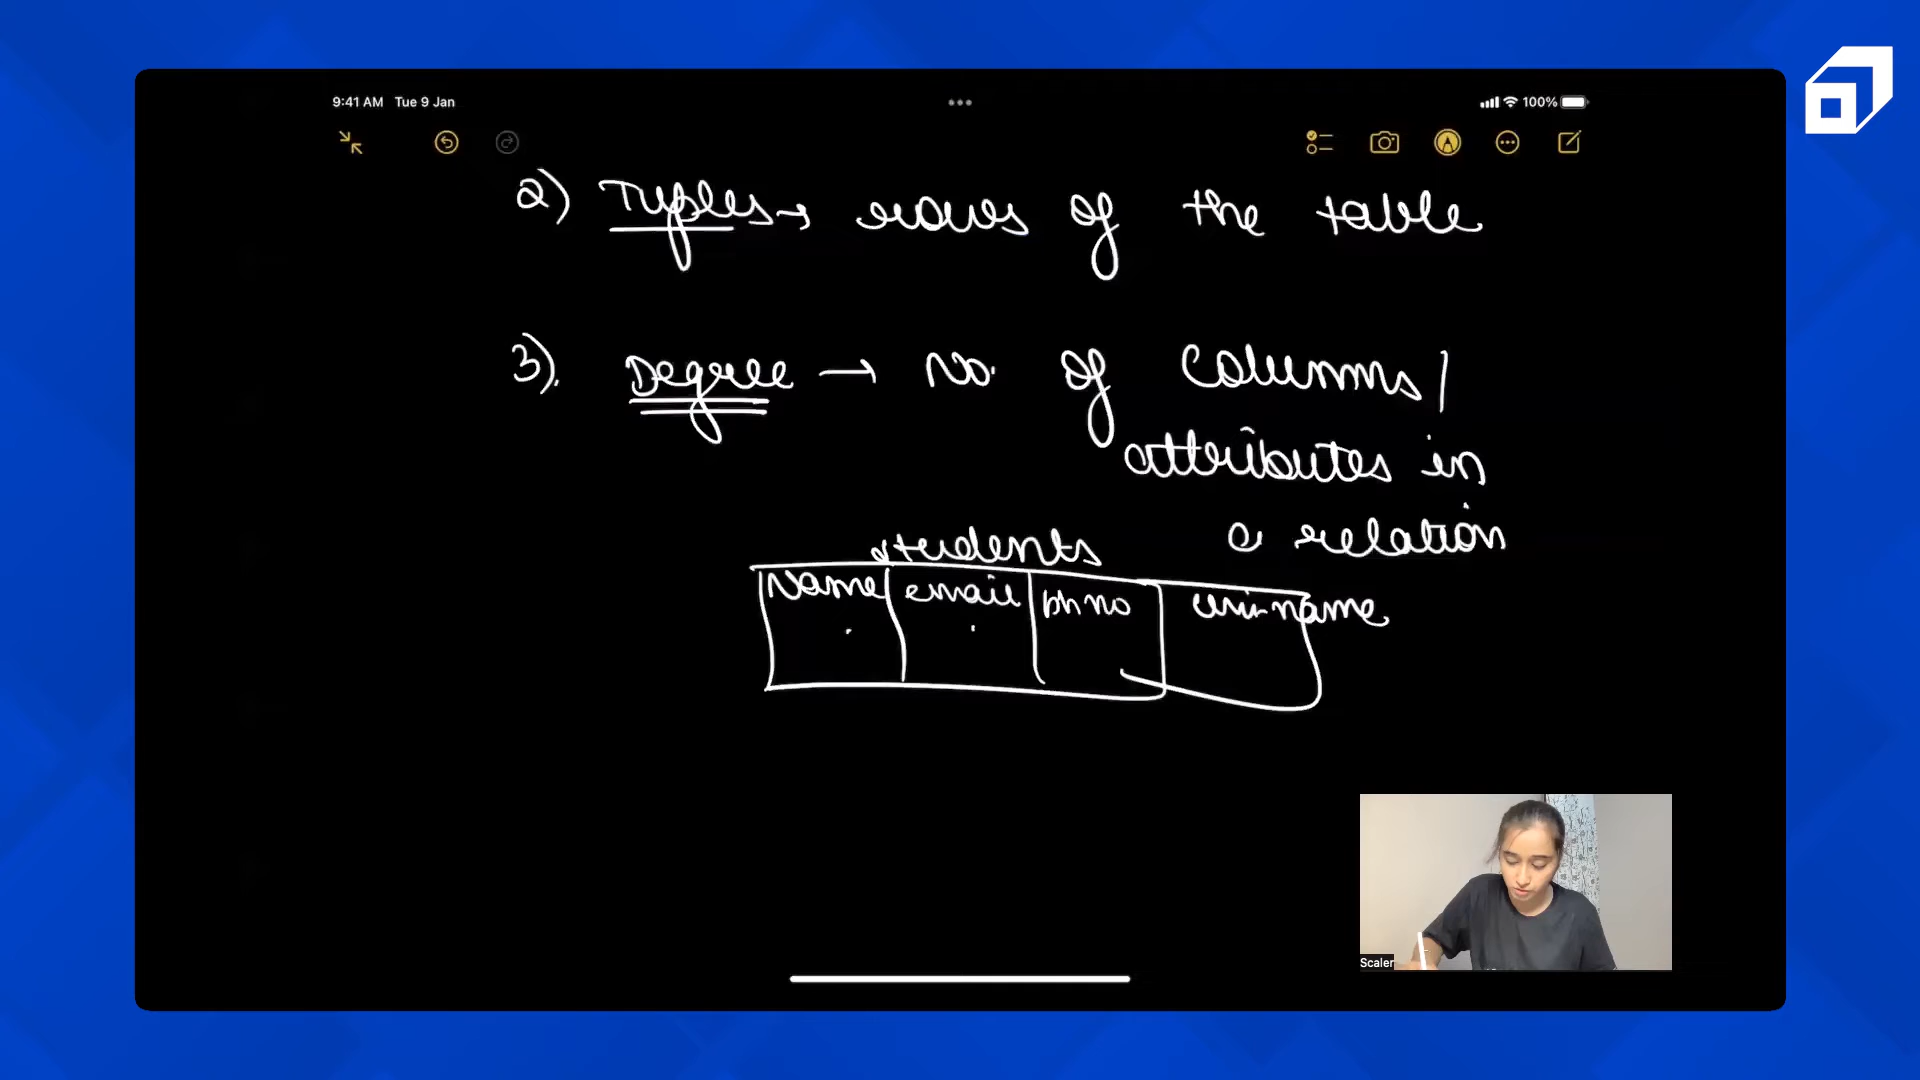 9:41 AM Tue 9 Jan
100%
2) Tuples → rows of the table
3). Degree → No. of columns /
attributes in
a relation
students
Name email ph no uni-name
Scaler